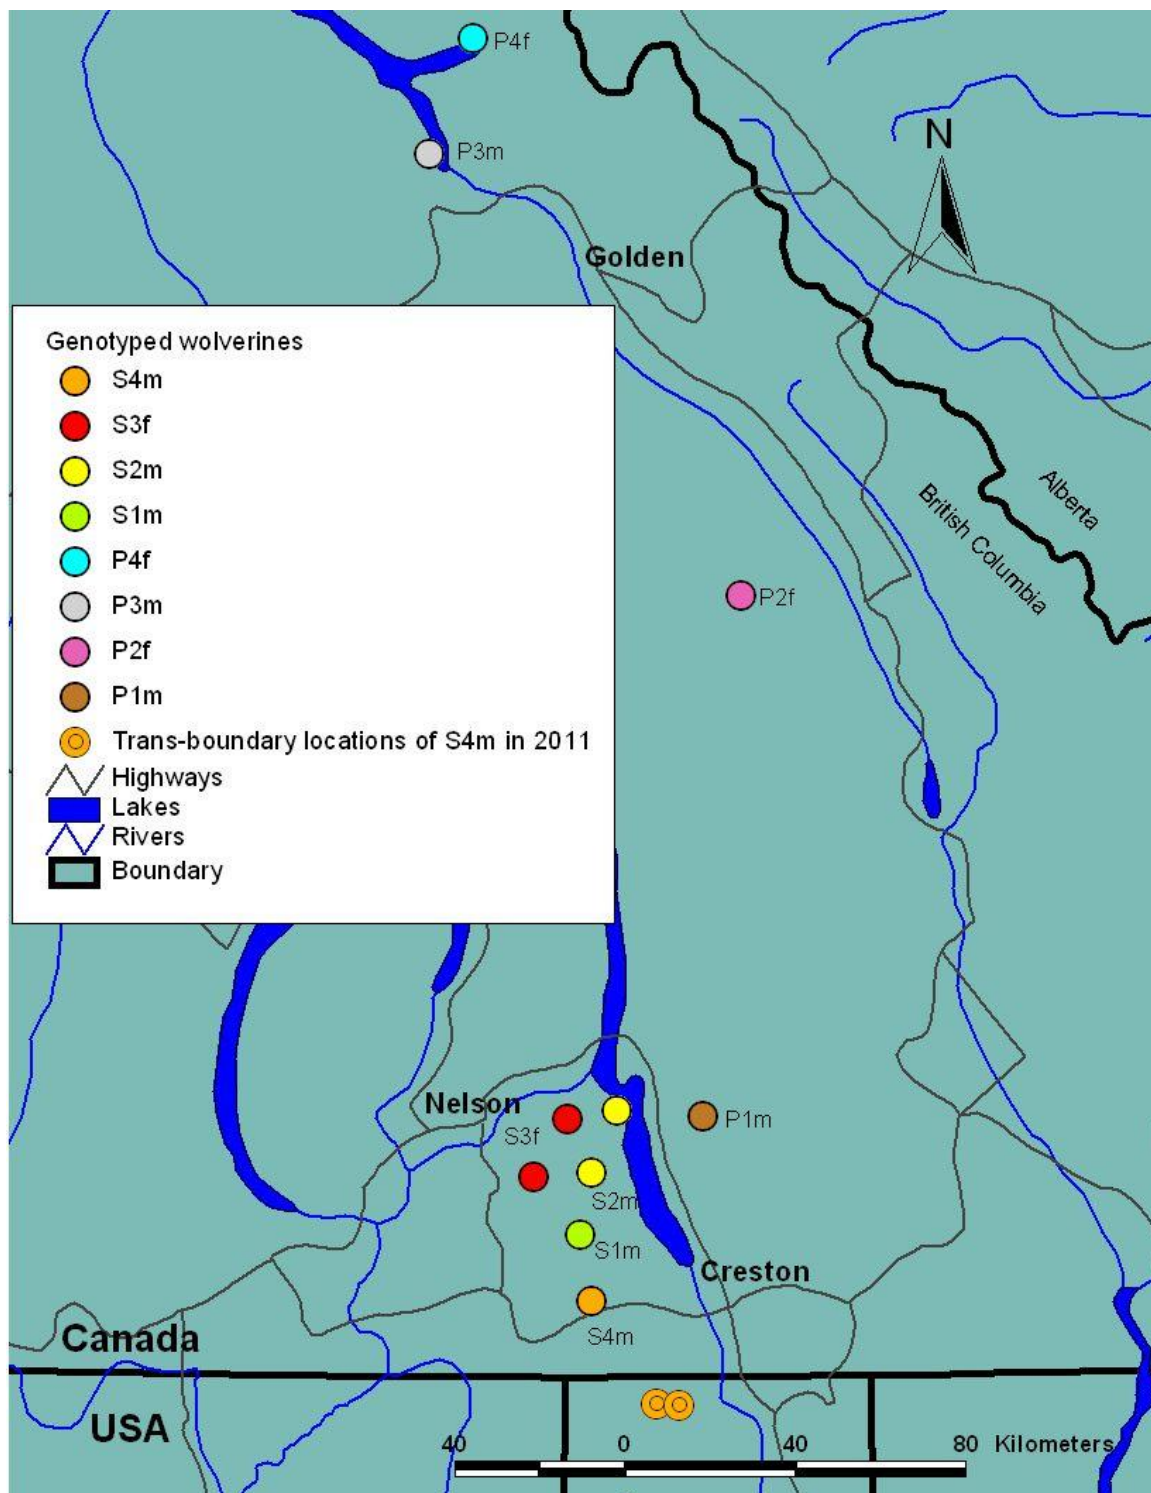 P4f
N
P3m
Golden
Genotyped wolverines
S4m
S3f
S2m
S1m
P4f
P3m
P2f
P1m
Trans-boundary locations of S4m in 2011
Highways
Lakes
Rivers
Boundary
Alberta
British Columbia
P2f
Nelson
S3f
P1m
S2m
S1m
Creston
S4m
Canada
USA
40 0 40 80 Kilometers